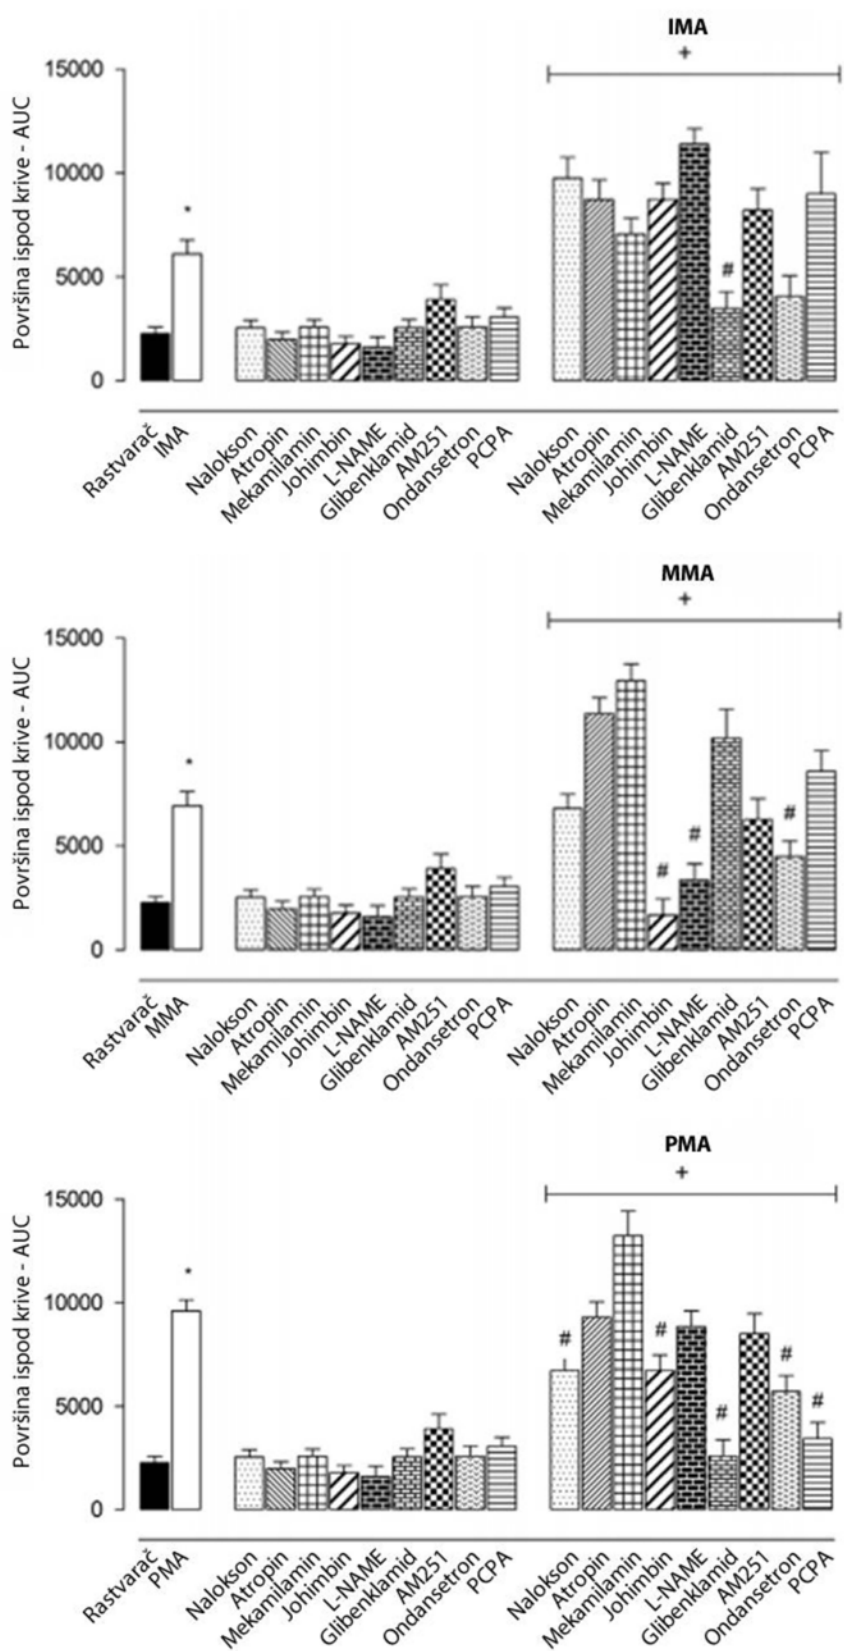 IMA
+
Površina ispod krive - AUC
15000
10000
5000
0
*
#
Rastvarač
IMA
Nalokson
Atropin
Mekamilamin
Johimbin
L-NAME
Glibenklamid
AM251
Ondansetron
PCPA
Nalokson
Atropin
Mekamilamin
Johimbin
L-NAME
Glibenklamid
AM251
Ondansetron
PCPA
MMA
+
Površina ispod krive - AUC
15000
10000
5000
0
*
#
#
#
Rastvarač
MMA
Nalokson
Atropin
Mekamilamin
Johimbin
L-NAME
Glibenklamid
AM251
Ondansetron
PCPA
Nalokson
Atropin
Mekamilamin
Johimbin
L-NAME
Glibenklamid
AM251
Ondansetron
PCPA
PMA
+
Površina ispod krive - AUC
15000
10000
5000
0
*
#
#
#
#
#
Rastvarač
PMA
Nalokson
Atropin
Mekamilamin
Johimbin
L-NAME
Glibenklamid
AM251
Ondansetron
PCPA
Nalokson
Atropin
Mekamilamin
Johimbin
L-NAME
Glibenklamid
AM251
Ondansetron
PCPA